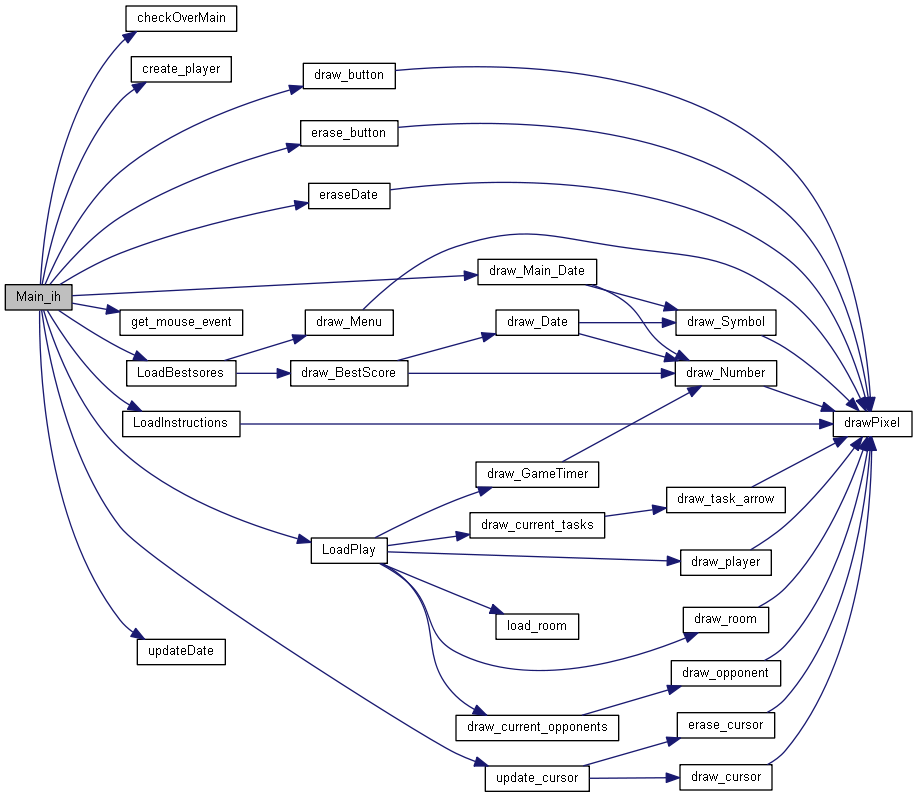 checkOverMain
create_player
draw_button
erase_button
eraseDate
draw_Main_Date
Main_ih
get_mouse_event
draw_Menu
draw_Date
draw_Symbol
LoadBestsores
draw_BestScore
draw_Number
LoadInstructions
drawPixel
draw_GameTimer
draw_task_arrow
draw_current_tasks
LoadPlay
draw_player
load_room
draw_room
updateDate
draw_opponent
draw_current_opponents
erase_cursor
update_cursor
draw_cursor